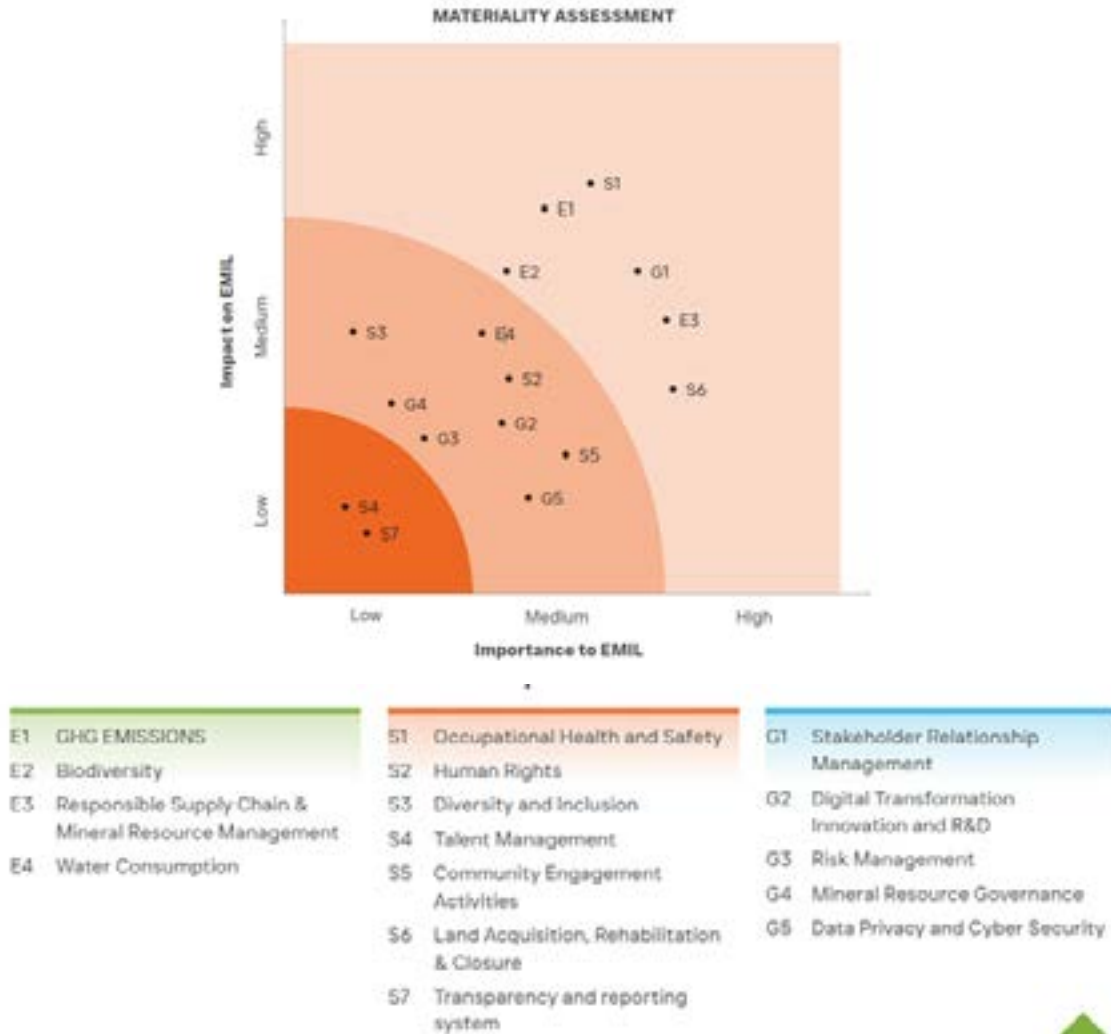 MATERIALITY ASSESSMENT
High
S1
E1
E2
G1
Impact on EMIL
Medium
E3
S3
E4
S2
S6
G4
G2
G3
S5
Low
G5
S4
S7
Low
Medium
High
Importance to EMIL
E1 GHG EMISSIONS
E2 Biodiversity
E3 Responsible Supply Chain &
Mineral Resource Management
E4 Water Consumption
S1 Occupational Health and Safety
S2 Human Rights
S3 Diversity and Inclusion
S4 Talent Management
S5 Community Engagement
Activities
S6 Land Acquisition, Rehabilitation
& Closure
S7 Transparency and reporting
system
G1 Stakeholder Relationship
Management
G2 Digital Transformation
Innovation and R&D
G3 Risk Management
G4 Mineral Resource Governance
G5 Data Privacy and Cyber Security